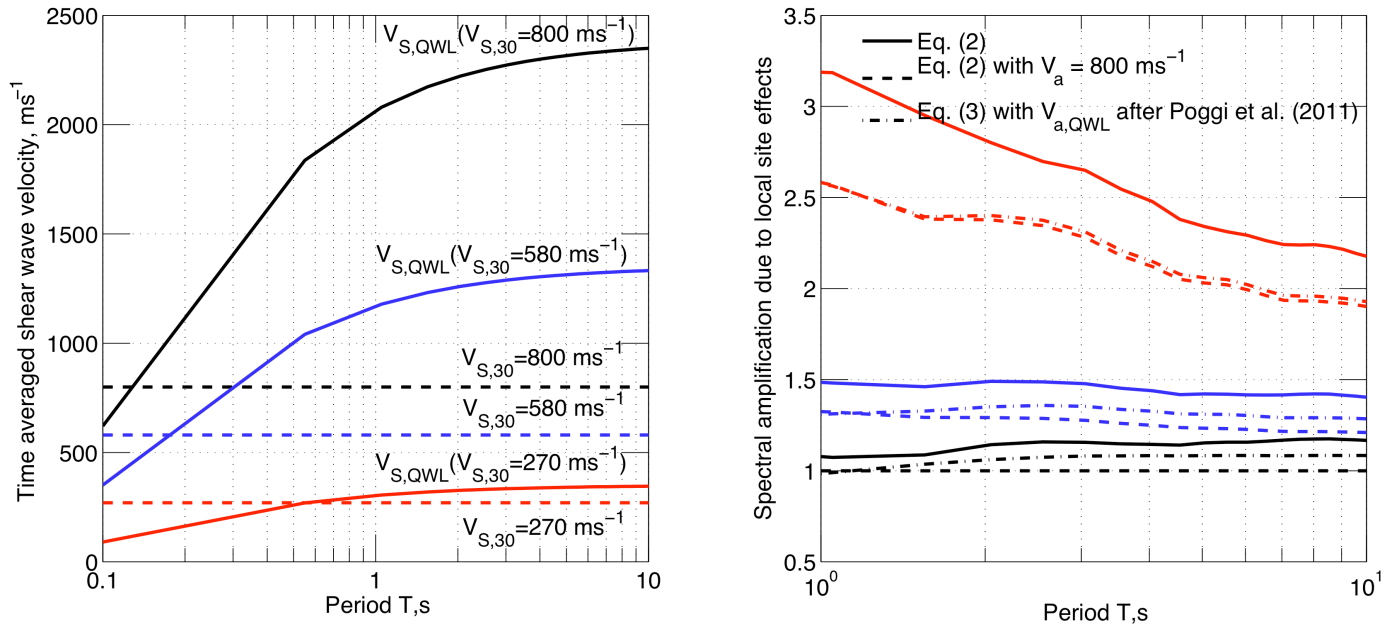 2500
2000
1500
1000
500
0
Time averaged shear wave velocity, ms⁻¹
V_S,QWL(V_S,30=800 ms⁻¹)
V_S,QWL(V_S,30=580 ms⁻¹)
V_S,30=800 ms⁻¹
V_S,30=580 ms⁻¹
V_S,QWL(V_S,30=270 ms⁻¹)
V_S,30=270 ms⁻¹
0.1
1
10
Period T,s
3.5
3
2.5
2
1.5
1
0.5
Spectral amplification due to local site effects
Eq. (2)
Eq. (2) with V_a = 800 ms⁻¹
Eq. (3) with V_a,QWL after Poggi et al. (2011)
10⁰
10¹
Period T,s